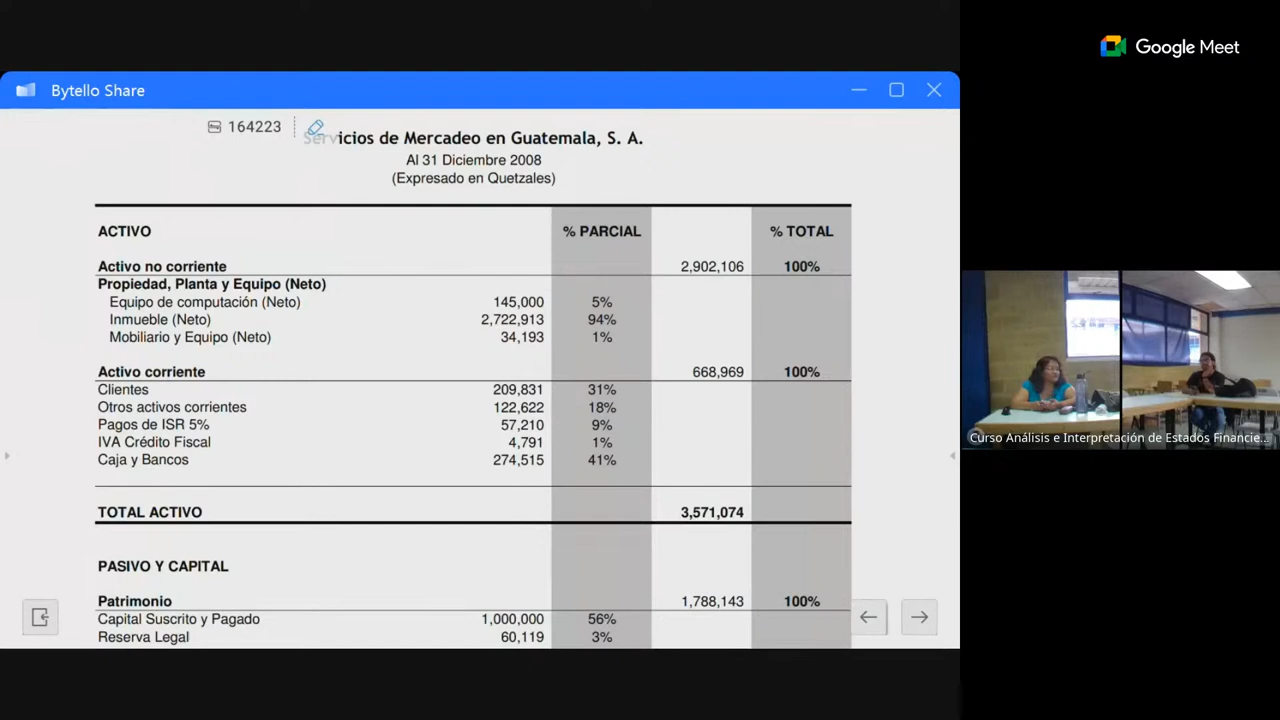 Google Meet
Bytello Share
164223
Servicios de Mercadeo en Guatemala, S. A.
Al 31 Diciembre 2008
(Expresado en Quetzales)
ACTIVO % PARCIAL % TOTAL
Activo no corriente 2,902,106 100%
Propiedad, Planta y Equipo (Neto)
Equipo de computación (Neto) 145,000 5%
Inmueble (Neto) 2,722,913 94%
Mobiliario y Equipo (Neto) 34,193 1%
Activo corriente 668,969 100%
Clientes 209,831 31%
Otros activos corrientes 122,622 18%
Pagos de ISR 5% 57,210 9%
IVA Crédito Fiscal 4,791 1%
Caja y Bancos 274,515 41%
TOTAL ACTIVO 3,571,074
PASIVO Y CAPITAL
Patrimonio 1,788,143 100%
Capital Suscrito y Pagado 1,000,000 56%
Reserva Legal 60,119 3%
Curso Análisis e Interpretación de Estados Financie...